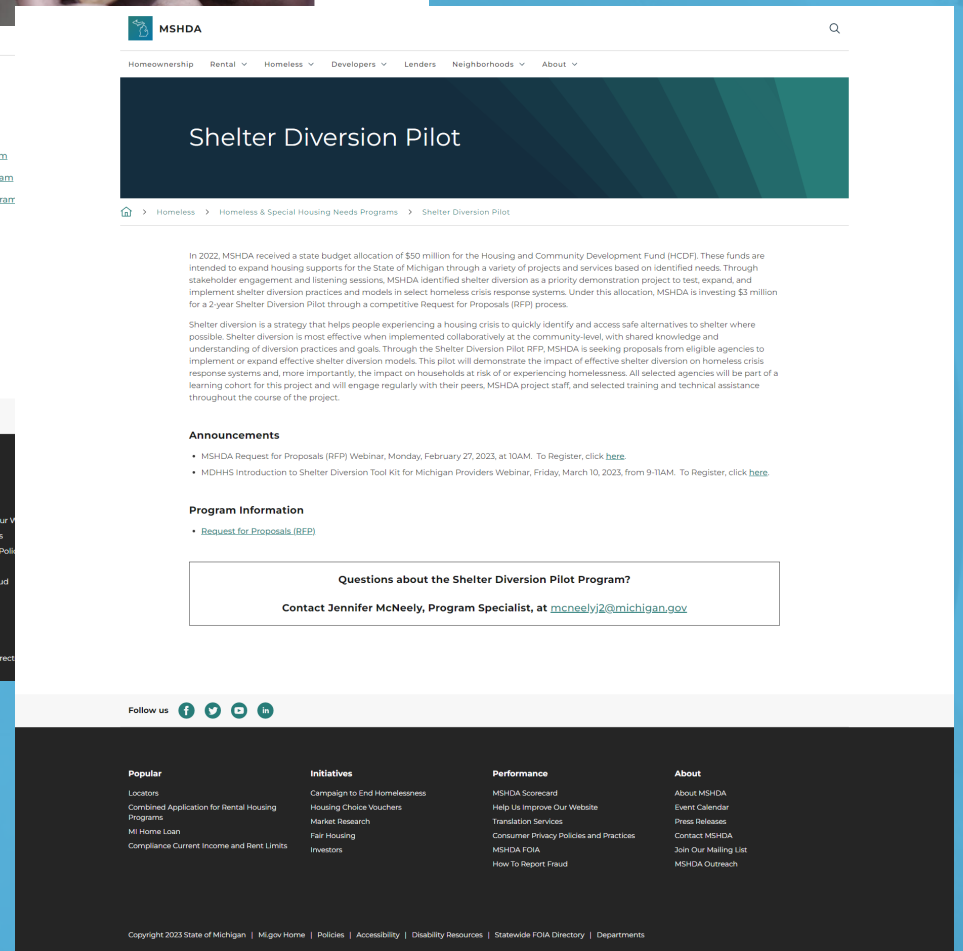 MSHDA
Homeownership Rental Homeless Developers Lenders Neighborhoods About
Shelter Diversion Pilot
Homeless > Homeless & Special Housing Needs Programs > Shelter Diversion Pilot
In 2022, MSHDA received a state budget allocation of $50 million for the Housing and Community Development Fund (HCDF). These funds are
intended to expand housing supports for the State of Michigan through a variety of projects and services based on identified needs. Through
stakeholder engagement and listening sessions, MSHDA identified shelter diversion as a priority demonstration project to test, expand, and
implement shelter diversion practices and models in select homeless crisis response systems. Under this allocation, MSHDA is investing $3 million
for a 2-year Shelter Diversion Pilot through a competitive Request for Proposals (RFP) process.
Shelter diversion is a strategy that helps people experiencing a housing crisis to quickly identify and access safe alternatives to shelter where
possible. Shelter diversion is most effective when implemented collaboratively at the community-level, with shared knowledge and
understanding of diversion practices and goals. Through the Shelter Diversion Pilot RFP, MSHDA is seeking proposals from eligible agencies to
implement or expand effective shelter diversion models. This pilot will demonstrate the impact of effective shelter diversion on homeless crisis
response systems and, more importantly, the impact on households at risk of or experiencing homelessness. All selected agencies will be part of a
learning cohort for this project and will engage regularly with their peers, MSHDA project staff, and selected training and technical assistance
throughout the course of the project.
Announcements
• MSHDA Request for Proposals (RFP) Webinar, Monday, February 27, 2023, at 10AM. To Register, click here.
• MDHHS Introduction to Shelter Diversion Tool Kit for Michigan Providers Webinar, Friday, March 10, 2023, from 9-11AM. To Register, click here.
Program Information
• Request for Proposals (RFP)
Questions about the Shelter Diversion Pilot Program?
Contact Jennifer McNeely, Program Specialist, at mcneelyj2@michigan.gov
Follow us
Popular
Locators
Combined Application for Rental Housing
Programs
MI Home Loan
Compliance Current Income and Rent Limits
Initiatives
Campaign to End Homelessness
Housing Choice Vouchers
Market Research
Fair Housing
Investors
Performance
MSHDA Scorecard
Help Us Improve Our Website
Translation Services
Consumer Privacy Policies and Practices
MSHDA FOIA
How To Report Fraud
About
About MSHDA
Event Calendar
Press Releases
Contact MSHDA
Join Our Mailing List
MSHDA Outreach
Copyright 2023 State of Michigan | MI.gov Home | Policies | Accessibility | Disability Resources | Statewide FOIA Directory | Departments